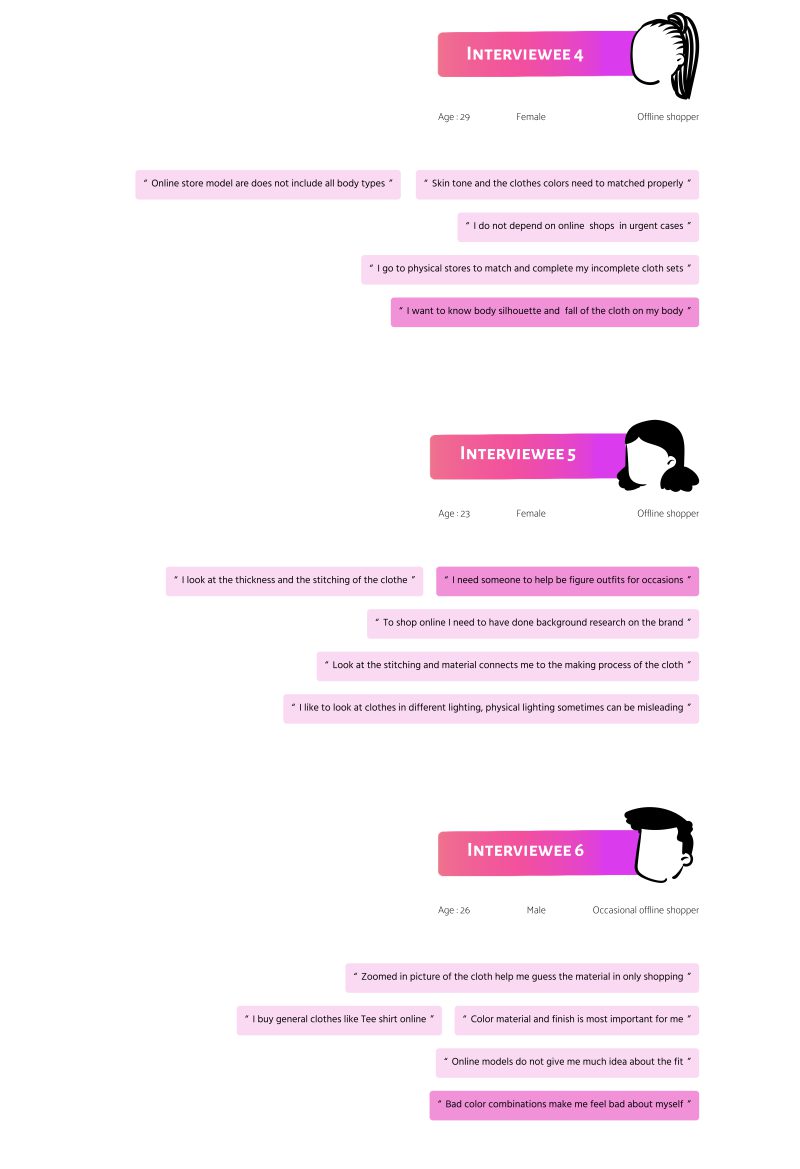 INTERVIEWEE 4
Age : 29 Female Offline shopper
“ Online store model are does not include all body types ” “ Skin tone and the clothes colors need to matched properly ”
“ I do not depend on online shops in urgent cases ”
“ I go to physical stores to match and complete my incomplete cloth sets ”
“ I want to know body silhouette and fall of the cloth on my body ”
INTERVIEWEE 5
Age : 23 Female Offline shopper
“ I look at the thickness and the stitching of the clothe ” “ I need someone to help be figure outfits for occasions ”
“ To shop online I need to have done background research on the brand ”
“ Look at the stitching and material connects me to the making process of the cloth ”
“ I like to look at clothes in different lighting, physical lighting sometimes can be misleading ”
INTERVIEWEE 6
Age : 26 Male Occasional offline shopper
“ Zoomed in picture of the cloth help me guess the material in only shopping ”
“ I buy general clothes like Tee shirt online ” “ Color material and finish is most important for me ”
“ Online models do not give me much idea about the fit ”
“ Bad color combinations make me feel bad about myself ”